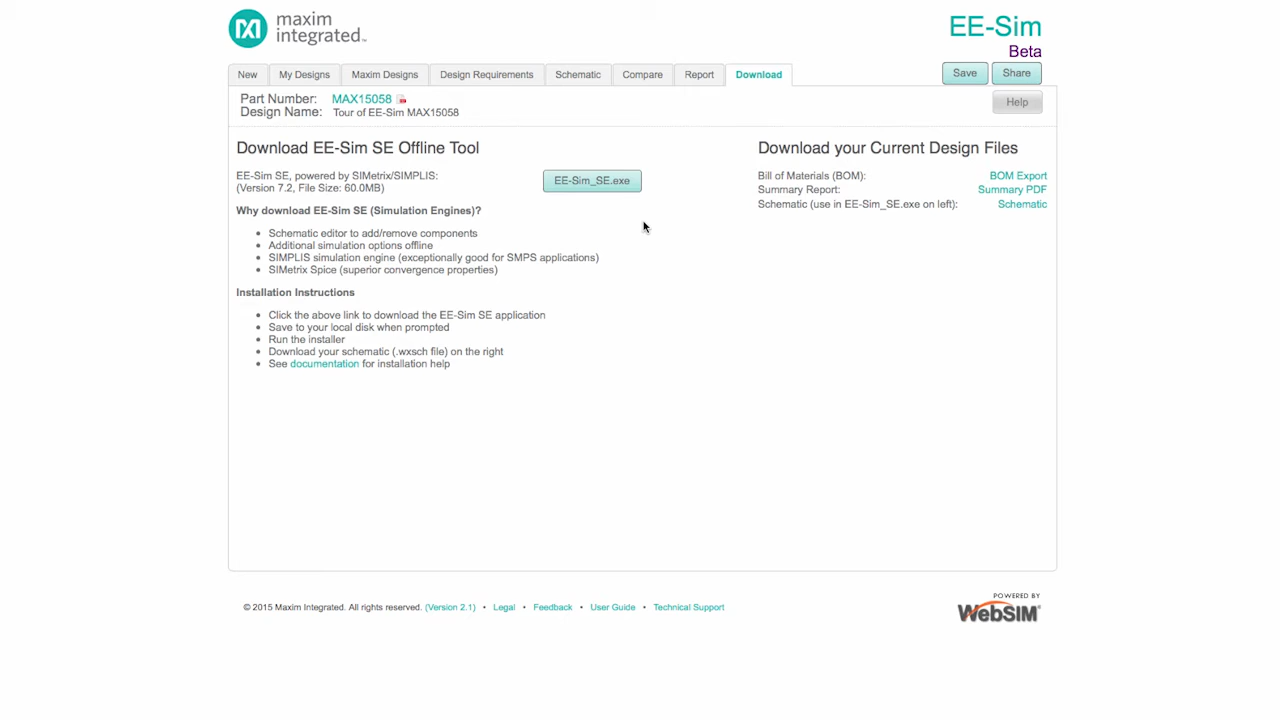 maxim
integrated™
EE-Sim
Beta
New My Designs Maxim Designs Design Requirements Schematic Compare Report Download Save Share
Part Number: MAX15058
Help
Design Name: Tour of EE-Sim MAX15058
Download EE-Sim SE Offline Tool
EE-Sim SE, powered by SIMetrix/SIMPLIS:
(Version 7.2, File Size: 60.0MB)
EE-Sim_SE.exe
Why download EE-Sim SE (Simulation Engines)?
• Schematic editor to add/remove components
• Additional simulation options offline
• SIMPLIS simulation engine (exceptionally good for SMPS applications)
• SIMetrix Spice (superior convergence properties)
Installation Instructions
• Click the above link to download the EE-Sim SE application
• Save to your local disk when prompted
• Run the installer
• Download your schematic (.wxsch file) on the right
• See documentation for installation help
Download your Current Design Files
Bill of Materials (BOM): BOM Export
Summary Report: Summary PDF
Schematic (use in EE-Sim_SE.exe on left): Schematic
© 2015 Maxim Integrated. All rights reserved. (Version 2.1) • Legal • Feedback • User Guide • Technical Support
POWERED BY
WEBSIM